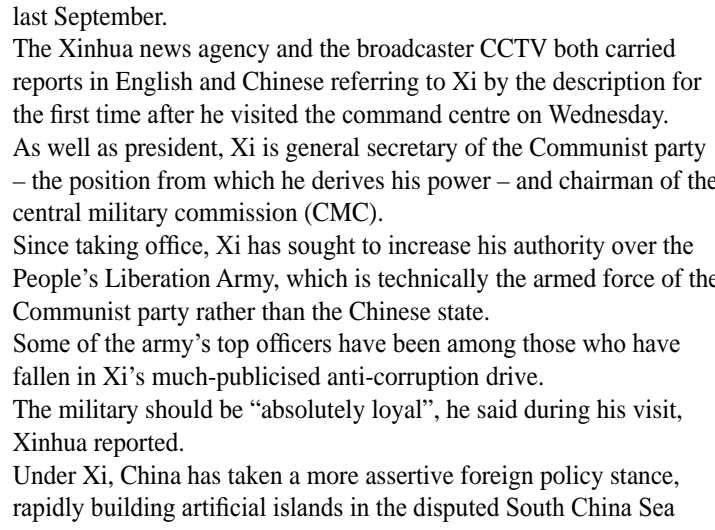 last September.
The Xinhua news agency and the broadcaster CCTV both carried
reports in English and Chinese referring to Xi by the description for
the first time after he visited the command centre on Wednesday.
As well as president, Xi is general secretary of the Communist party
– the position from which he derives his power – and chairman of the
central military commission (CMC).
Since taking office, Xi has sought to increase his authority over the
People’s Liberation Army, which is technically the armed force of the
Communist party rather than the Chinese state.
Some of the army’s top officers have been among those who have
fallen in Xi’s much-publicised anti-corruption drive.
The military should be “absolutely loyal”, he said during his visit,
Xinhua reported.
Under Xi, China has taken a more assertive foreign policy stance,
rapidly building artificial islands in the disputed South China Sea